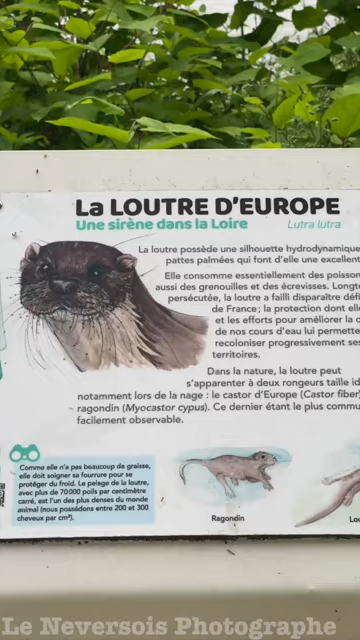 La LOUTRE D'EUROPE
Une sirène dans la Loire Lutra lutra
La loutre possède une silhouette hydrodynamique
pattes palmées qui font d'elle une excellent
Elle consomme essentiellement des poisson
aussi des grenouilles et des écrevisses. Longt
persécutée, la loutre a failli disparaître défi
de France ; la protection dont elle
et les efforts pour améliorer la
de nos cours d'eau lui permette
recoloniser progressivement ses
territoires.
Dans la nature, la loutre peut
s'apparenter à deux rongeurs taille id
notamment lors de la nage : le castor d'Europe (Castor fiber)
ragondin (Myocastor cypus). Ce dernier étant le plus commu
facilement observable.
Comme elle n'a pas beaucoup de graisse,
elle doit soigner sa fourrure pour se
protéger du froid. Le pelage de la loutre,
avec plus de 70 000 poils par centimètre
carré, est l'un des plus denses du monde
animal (nous possédons entre 200 et 300
cheveux par cm²).
Ragondin
Lou
Le Neversois Photographe